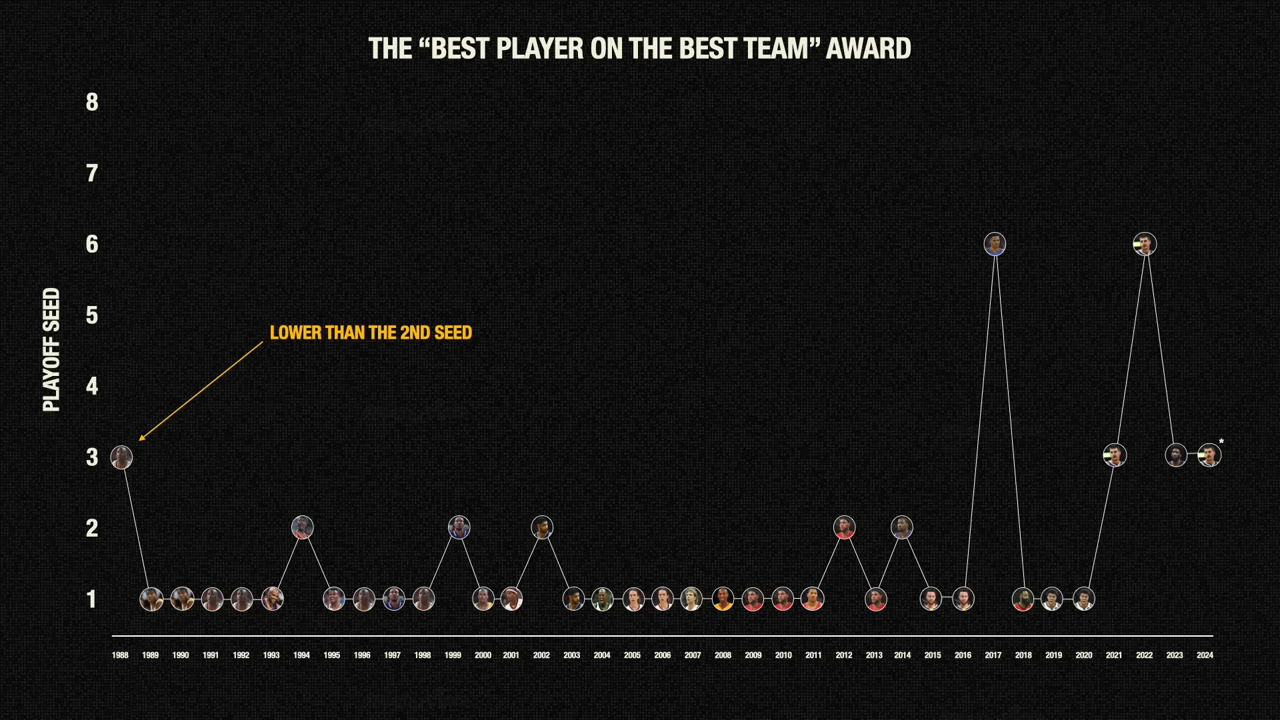 THE “BEST PLAYER ON THE BEST TEAM” AWARD
8
7
6
5
4
3
2
1
PLAYOFF SEED
LOWER THAN THE 2ND SEED
*
1988 1989 1990 1991 1992 1993 1994 1995 1996 1997 1998 1999 2000 2001 2002 2003 2004 2005 2006 2007 2008 2009 2010 2011 2012 2013 2014 2015 2016 2017 2018 2019 2020 2021 2022 2023 2024